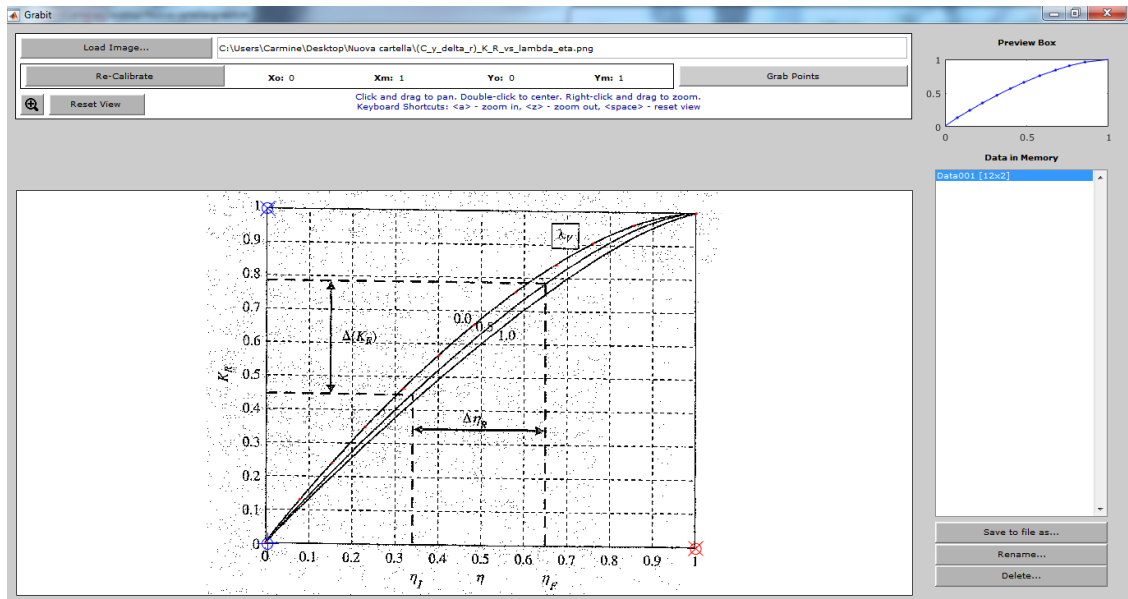 Grabit
Load Image...
C:\Users\Carmine\Desktop\Nuova cartella\(C_y_delta_r)_K_R_vs_lambda_eta.png
Re-Calibrate
Xo: 0
Xm: 1
Yo: 0
Ym: 1
Grab Points
Reset View
Click and drag to pan. Double-click to center. Right-click and drag to zoom.
Keyboard Shortcuts: <a> - zoom in, <z> - zoom out, <space> - reset view
Preview Box
1
0.5
0
0 0.5 1
Data in Memory
Data001 [12x2]
Save to file as...
Rename...
Delete...
1
0.9
0.8
0.7
0.6
0.5
0.4
0.3
0.2
0.1
0
K_R
λ_V
0.0
0.5
1.0
Δ(K_R)
Δη_R
0 0.1 0.2 0.3 0.4 0.5 0.6 0.7 0.8 0.9 1
η_I η η_F